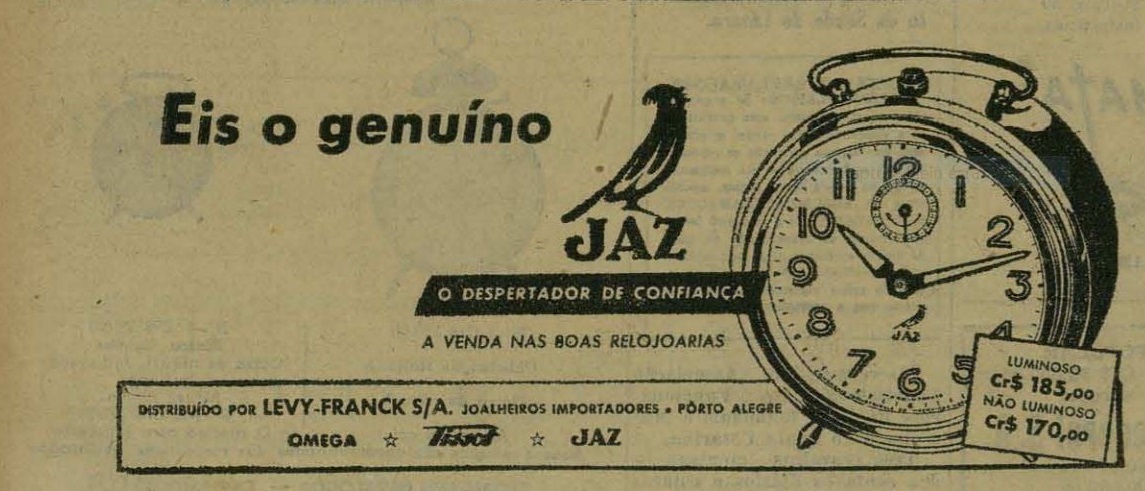 Eis o genuíno
JAZ
O DESPERTADOR DE CONFIANÇA
A VENDA NAS BOAS RELOJOARIAS
DISTRIBUÍDO POR LEVY-FRANCK S/A. JOALHEIROS IMPORTADORES • PÔRTO ALEGRE
OMEGA ☆ Tissot ☆ JAZ
11 12 1
10 2
9 3
8 4
7 6 5
JAZ
LUMINOSO
Cr$ 185,00
NÃO LUMINOSO
Cr$ 170,00